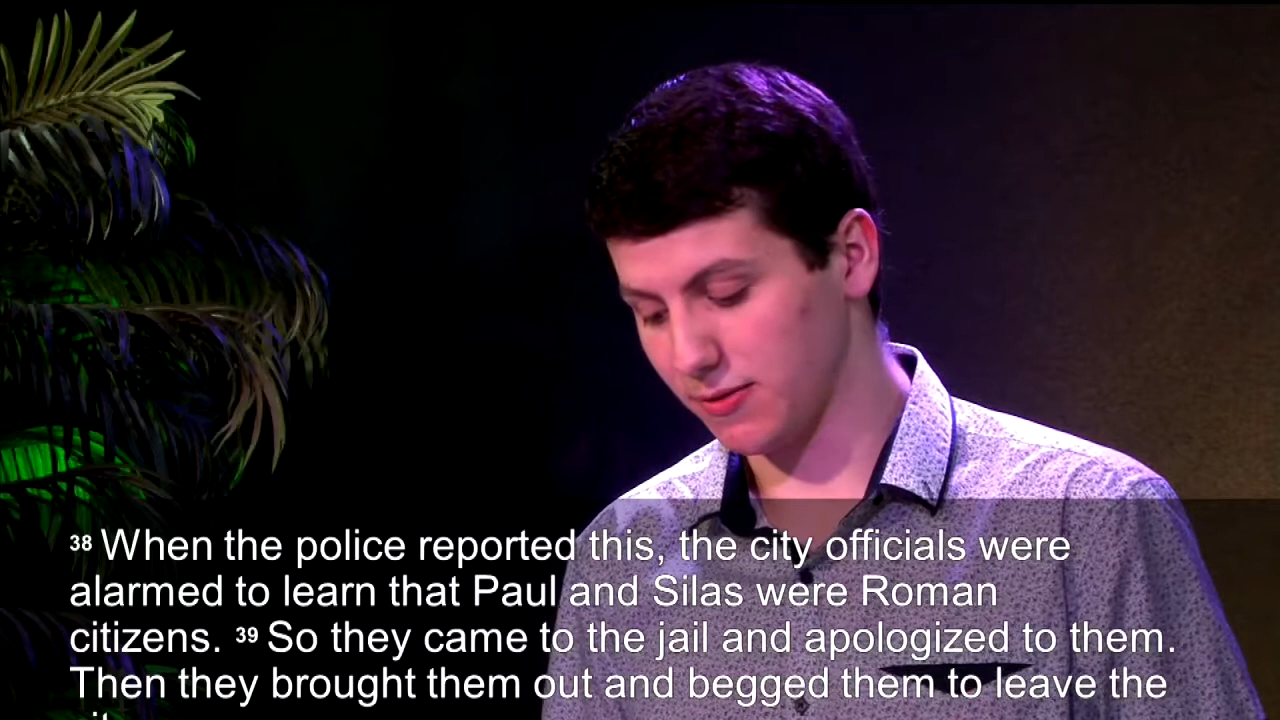 38 When the police reported this, the city officials were
alarmed to learn that Paul and Silas were Roman
citizens. 39 So they came to the jail and apologized to them.
Then they brought them out and begged them to leave the